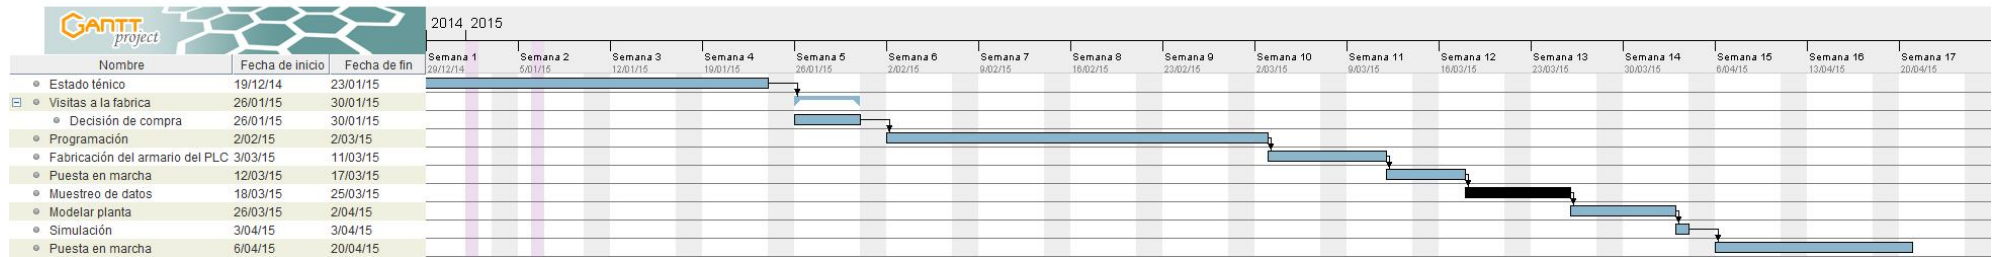 GANTT
project
2014 2015
Semana 1 Semana 2 Semana 3 Semana 4 Semana 5 Semana 6 Semana 7 Semana 8 Semana 9 Semana 10 Semana 11 Semana 12 Semana 13 Semana 14 Semana 15 Semana 16 Semana 17
29/12/14 5/01/15 12/01/15 19/01/15 26/01/15 2/02/15 9/02/15 16/02/15 23/02/15 2/03/15 9/03/15 16/03/15 23/03/15 30/03/15 6/04/15 13/04/15 20/04/15
Nombre Fecha de inicio Fecha de fin
Estado ténico 19/12/14 23/01/15
Visitas a la fabrica 26/01/15 30/01/15
Decisión de compra 26/01/15 30/01/15
Programación 2/02/15 2/03/15
Fabricación del armario del PLC 3/03/15 11/03/15
Puesta en marcha 12/03/15 17/03/15
Muestreo de datos 18/03/15 25/03/15
Modelar planta 26/03/15 2/04/15
Simulación 3/04/15 3/04/15
Puesta en marcha 6/04/15 20/04/15